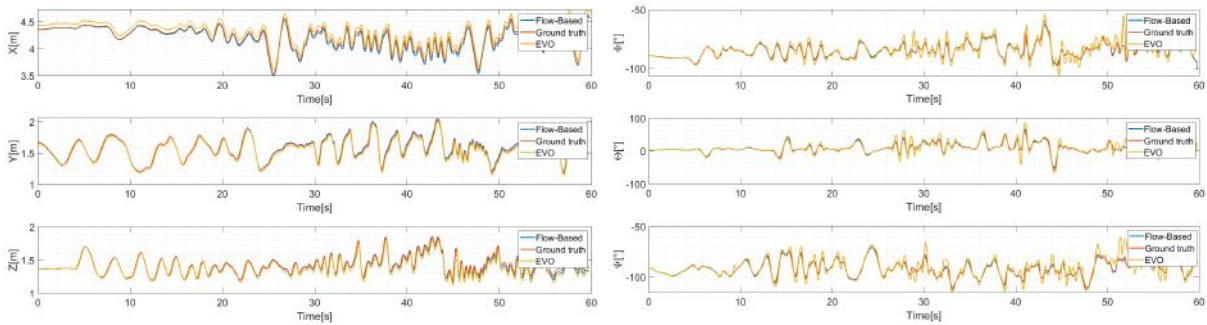 4.5
4
3.5
X[m]
0 10 20 30 40 50 60
Time[s]
Flow-Based
Ground truth
EVO
-50
-100
Φ[°]
0 10 20 30 40 50 60
Time[s]
Flow-Based
Ground truth
EVO
2
1.5
1
Y[m]
0 10 20 30 40 50 60
Time[s]
Flow-Based
Ground truth
EVO
100
0
-100
Θ[°]
0 10 20 30 40 50 60
Time[s]
Flow-Based
Ground truth
EVO
2
1.5
1
Z[m]
0 10 20 30 40 50 60
Time[s]
Flow-Based
Ground truth
EVO
-50
-100
Ψ[°]
0 10 20 30 40 50 60
Time[s]
Flow-Based
Ground truth
EVO